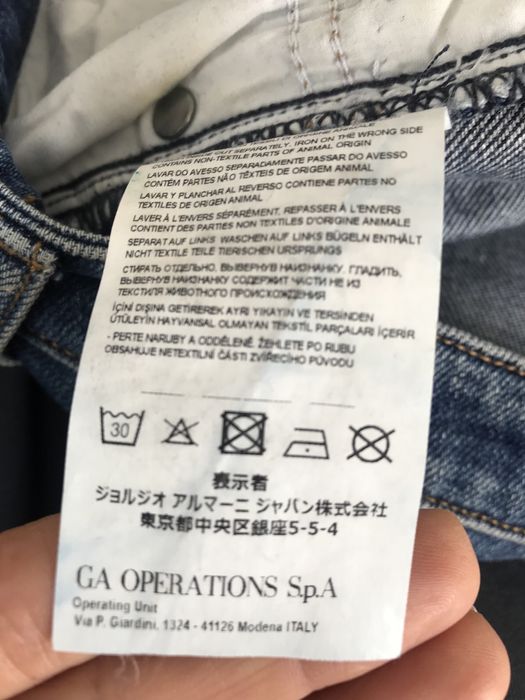 SEPARATELY. IRON ON THE WRONG SIDE
CONTAINS NON-TEXTILE PARTS OF ANIMAL ORIGIN
LAVAR DO AVESSO SEPARADAMENTE PASSAR DO AVESSO
CONTÉM PARTES NÃO TÊXTEIS DE ORIGEM ANIMAL
LAVAR Y PLANCHAR AL REVERSO CONTIENE PARTES NO
TEXTILES DE ORIGEN ANIMAL
LAVER À L'ENVERS SÉPARÉMENT. REPASSER À L'ENVERS
CONTIENT DES PARTIES NON TEXTILES D'ORIGINE ANIMALE
SEPARAT AUF LINKS WASCHEN AUF LINKS BÜGELN ENTHÄLT
NICHT TEXTILE TEILE TIERISCHEN URSPRUNGS
СТИРАТЬ ОТДЕЛЬНО, ВЫВЕРНУВ НАИЗНАНКУ. ГЛАДИТЬ,
ВЫВЕРНУВ НАИЗНАНКУ СОДЕРЖИТ ЧАСТИ НЕ ИЗ
ТЕКСТИЛЯ ЖИВОТНОГО ПРОИСХОЖДЕНИЯ
İÇİNİ DIŞINA GETİREREK AYRI YIKAYIN VE TERSİNDEN
ÜTÜLEYİN HAYVANSAL OLMAYAN TEKSTİL PARÇALARI İÇERİR
- PERTE NARUBY A ODDĚLENĚ. ŽEHLETE PO RUBU
OBSAHUJE NETEXTILNÍ ČÁSTI ZVÍŘECÍHO PŮVODU
30
表示者
ジョルジオ アルマーニ ジャパン株式会社
東京都中央区銀座5-5-4
GA OPERATIONS S.p.A
Operating Unit
Via P. Giardini, 1324 - 41126 Modena ITALY